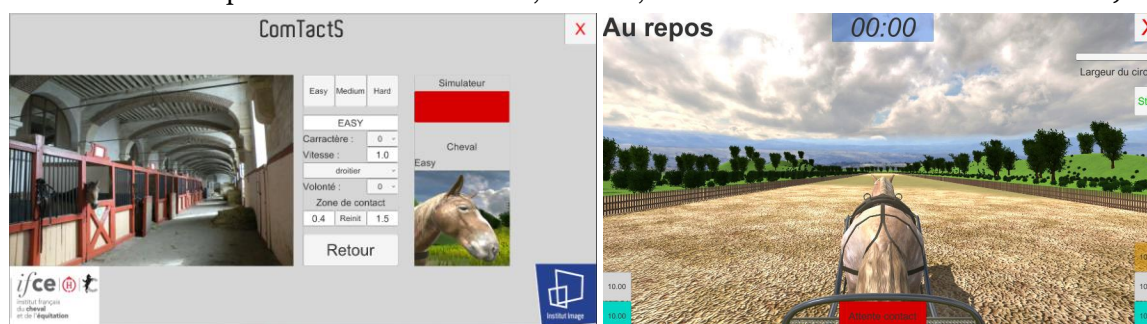 ComTactS
X
Easy Medium Hard
EASY
Carractère : 0
Vitesse : 1.0
droitier
Volonté : 0
Zone de contact
0.4 Reinit 1.5
Retour
Simulateur
Cheval
Easy
ifce
institut français
du cheval
et de l'équitation
Institut Image
Au repos
00:00
Largeur du circ
10.00
10.00
Attente contact